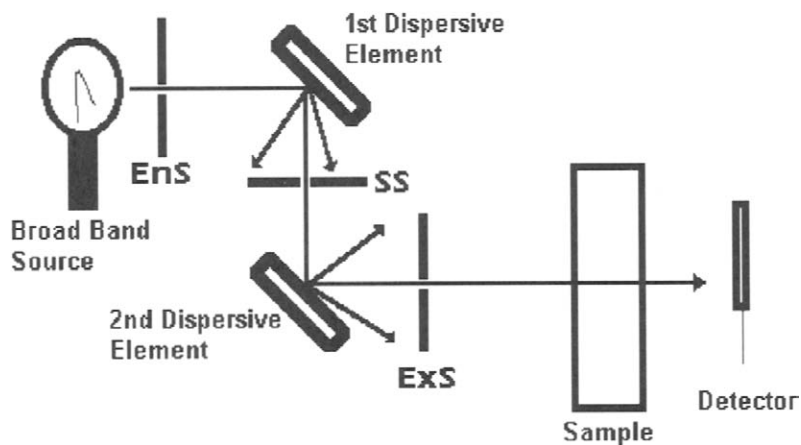 1st Dispersive
Element
EnS
SS
Broad Band
Source
2nd Dispersive
Element
ExS
Detector
Sample